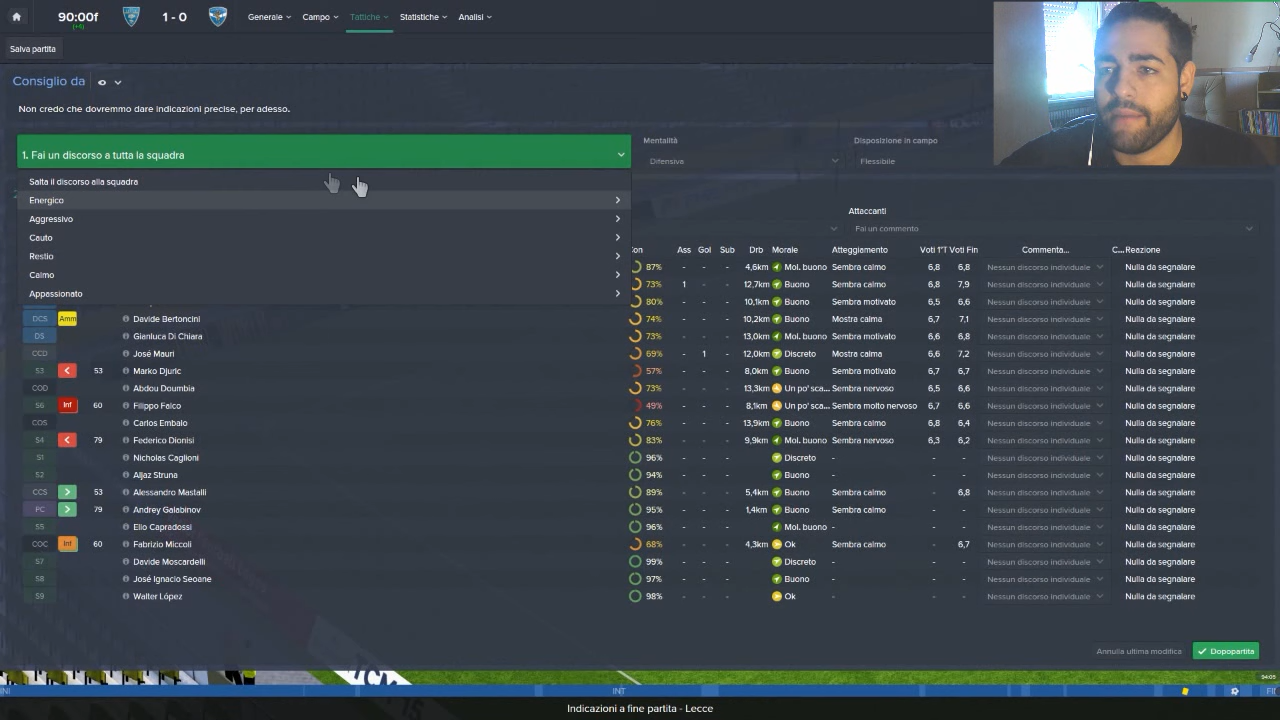 90:00f 1 - 0 Generale Campo Tattiche Statistiche Analisi
(+4)
Salva partita
Consiglio da
Non credo che dovremmo dare indicazioni precise, per adesso.
Mentalità Disposizione in campo
1. Fai un discorso a tutta la squadra
Difensiva Flessibile
Salta il discorso alla squadra
Energico
Aggressivo
Cauto
Restio
Calmo
Appassionato
Attaccanti
Fai un commento
Con Ass Gol Sub Drb Morale Atteggiamento Voti 1°T Voti Fin Commenta... C... Reazione
87% - - - 4,6km Mol. buono Sembra calmo 6,8 6,8 Nessun discorso individuale Nulla da segnalare
73% 1 - - 12,7km Buono Sembra calmo 6,8 7,9 Nessun discorso individuale Nulla da segnalare
80% - - - 10,1km Buono Sembra motivato 6,5 6,6 Nessun discorso individuale Nulla da segnalare
DCS Amm Davide Bertoncini 74% - - - 10,2km Buono Mostra calma 6,7 7,1 Nessun discorso individuale Nulla da segnalare
DS Gianluca Di Chiara 73% - - - 13,0km Mol. buono Sembra motivato 6,6 6,8 Nessun discorso individuale Nulla da segnalare
CCD José Mauri 69% - 1 - 12,0km Discreto Mostra calma 6,6 7,2 Nessun discorso individuale Nulla da segnalare
S3 53 Marko Djuric 57% - - - 8,0km Buono Sembra motivato 6,7 6,7 Nessun discorso individuale Nulla da segnalare
COD Abdou Doumbia 73% - - - 13,3km Un po' sca... Sembra nervoso 6,5 6,6 Nessun discorso individuale Nulla da segnalare
S6 Inf 60 Filippo Falco 49% - - - 8,1km Un po' sca... Sembra molto nervoso 6,7 6,6 Nessun discorso individuale Nulla da segnalare
COS Carlos Embalo 76% - - - 13,9km Buono Sembra calmo 6,8 6,4 Nessun discorso individuale Nulla da segnalare
S4 79 Federico Dionisi 83% - - - 9,9km Mol. buono Sembra nervoso 6,3 6,2 Nessun discorso individuale Nulla da segnalare
S1 Nicholas Caglioni 96% - - - Discreto - - - Nessun discorso individuale Nulla da segnalare
S2 Aljaz Struna 94% - - - Buono - - - Nessun discorso individuale Nulla da segnalare
CCS 53 Alessandro Mastalli 89% - - - 5,4km Buono Sembra calmo - 6,8 Nessun discorso individuale Nulla da segnalare
PC 79 Andrey Galabinov 95% - - - 1,4km Buono Sembra calmo - - Nessun discorso individuale Nulla da segnalare
S5 Elio Capradossi 96% - - - Mol. buono - - - Nessun discorso individuale Nulla da segnalare
COC Inf 60 Fabrizio Miccoli 68% - - - 4,3km Ok Sembra calmo - 6,7 Nessun discorso individuale Nulla da segnalare
S7 Davide Moscardelli 99% - - - Discreto - - - Nessun discorso individuale Nulla da segnalare
S8 José Ignacio Seoane 97% - - - Buono - - - Nessun discorso individuale Nulla da segnalare
S9 Walter López 98% - - - Ok - - - Nessun discorso individuale Nulla da segnalare
Annulla ultima modifica Dopopartita
94:09
INI INT FI
Indicazioni a fine partita - Lecce